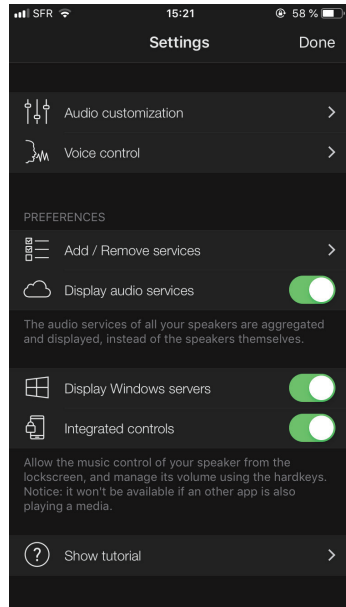 SFR 15:21 58 %
Settings Done
Audio customization
Voice control
PREFERENCES
Add / Remove services
Display audio services
The audio services of all your speakers are aggregated
and displayed, instead of the speakers themselves.
Display Windows servers
Integrated controls
Allow the music control of your speaker from the
lockscreen, and manage its volume using the hardkeys.
Notice: it won't be available if an other app is also
playing a media.
? Show tutorial